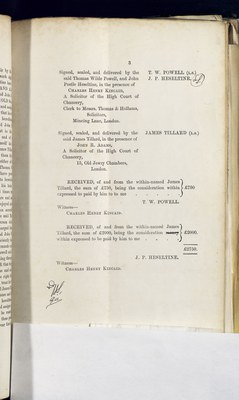 3
Signed, sealed, and delivered by the
said Thomas Wilde Powell, and John
Postle Heseltine, in the presence of
CHARLES HENRY KINGAID,
A Solicitor of the High Court of
Chancery,
Clerk to Messrs. Thomas & Hollams,
Solicitors,
Mincing Lane, London.
T. W. POWELL (L.S.)
J. P. HESELTINE,
Signed, sealed, and delivered by the
said James Tillard, in the presence of
JOHN R. ADAMS,
A Solicitor of the High Court of
Chancery,
15, Old Jewry Chambers,
London.
JAMES TILLARD (L.S.)
RECEIVED, of and from the within-named James
Tillard, the sum of £750, being the consideration within
expressed to be paid by him to me . . .
£750
T. W. POWELL.
Witness—
CHARLES HENRY KINGAID.
RECEIVED, of and from the within-named James
Tillard, the sum of £3000, being the consideration
within expressed to be paid by him to me . . .
£3000.
£3750.
J. P. HESELTINE.
Witness—
CHARLES HENRY KINGAID.